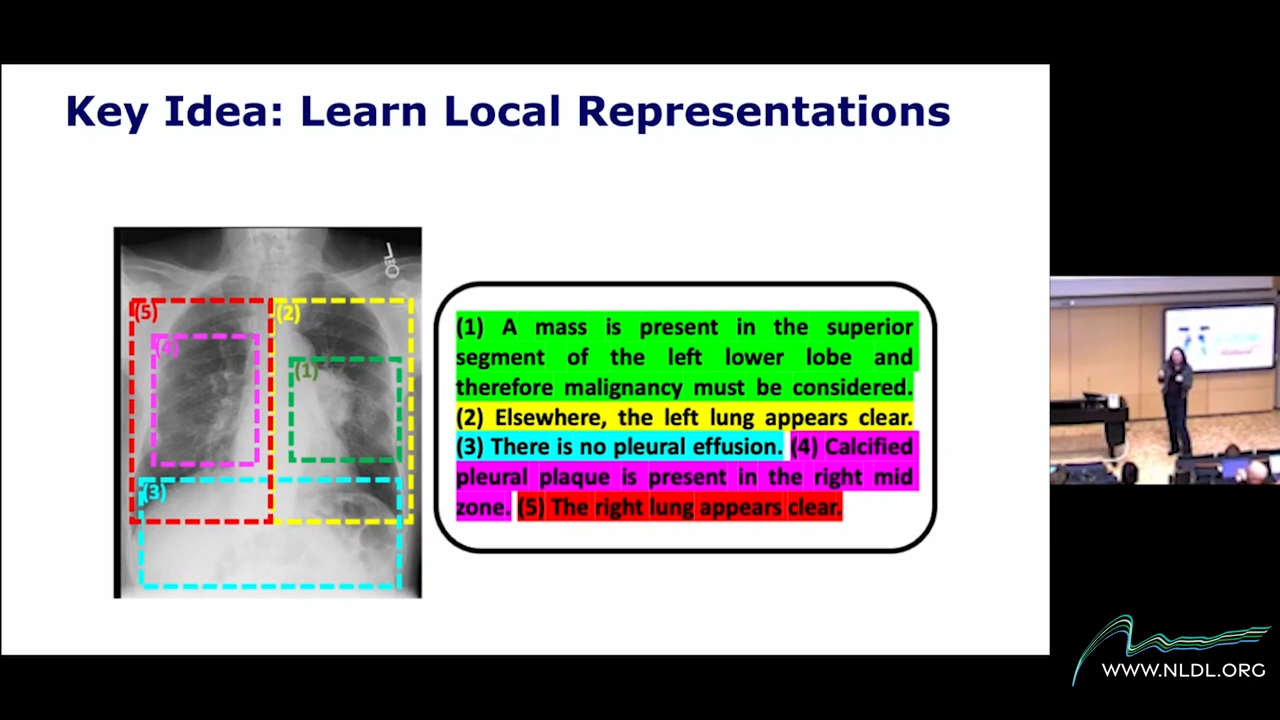 Key Idea: Learn Local Representations
L
(5)
(2)
(4)
(1)
(3)
(1) A mass is present in the superior
segment of the left lower lobe and
therefore malignancy must be considered.
(2) Elsewhere, the left lung appears clear.
(3) There is no pleural effusion. (4) Calcified
pleural plaque is present in the right mid
zone. (5) The right lung appears clear.
WWW.NLDL.ORG